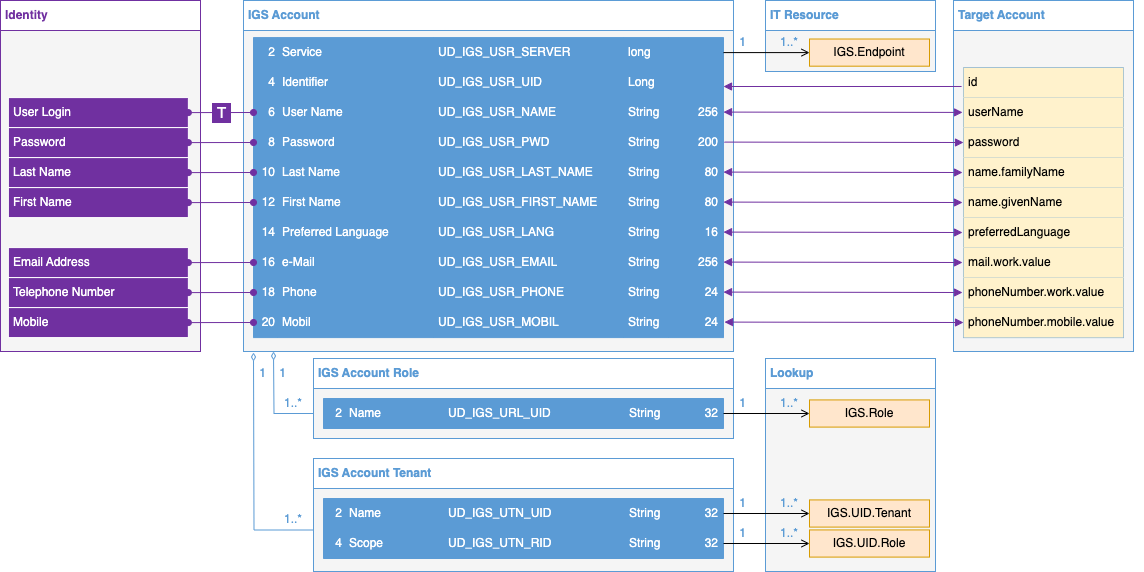 Identity
IGS Account
IT Resource
Target Account
2 Service UD_IGS_USR_SERVER long
1 1..*
IGS.Endpoint
4 Identifier UD_IGS_USR_UID Long
id
User Login
T
6 User Name UD_IGS_USR_NAME String 256
userName
Password
8 Password UD_IGS_USR_PWD String 200
password
Last Name
10 Last Name UD_IGS_USR_LAST_NAME String 80
name.familyName
First Name
12 First Name UD_IGS_USR_FIRST_NAME String 80
name.givenName
14 Preferred Language UD_IGS_USR_LANG String 16
preferredLanguage
Email Address
16 e-Mail UD_IGS_USR_EMAIL String 256
mail.work.value
Telephone Number
18 Phone UD_IGS_USR_PHONE String 24
phoneNumber.work.value
Mobile
20 Mobil UD_IGS_USR_MOBIL String 24
phoneNumber.mobile.value
1 1
IGS Account Role
Lookup
1..*
2 Name UD_IGS_URL_UID String 32
1 1..*
IGS.Role
IGS Account Tenant
1..*
2 Name UD_IGS_UTN_UID String 32
1 1..*
IGS.UID.Tenant
4 Scope UD_IGS_UTN_RID String 32
1 1..*
IGS.UID.Role